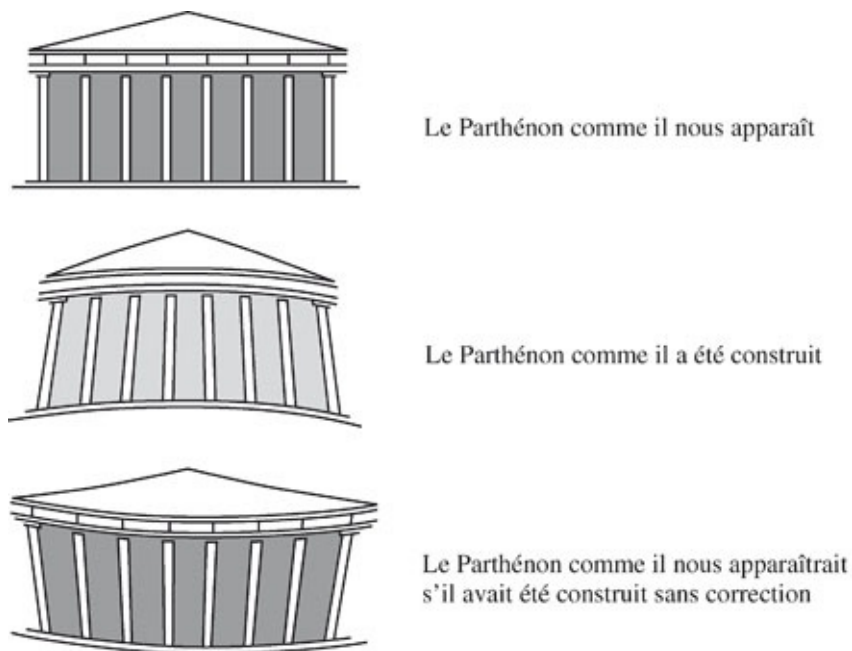 Le Parthénon comme il nous apparaît
Le Parthénon comme il a été construit
Le Parthénon comme il nous apparaîtrait
s'il avait été construit sans correction